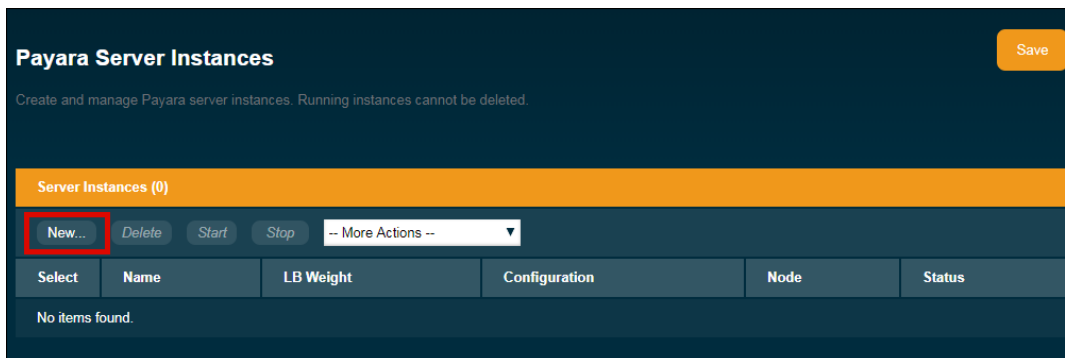 Payara Server Instances
Save
Create and manage Payara server instances. Running instances cannot be deleted.
Server Instances (0)
New... Delete Start Stop -- More Actions --
Select Name LB Weight Configuration Node Status
No items found.